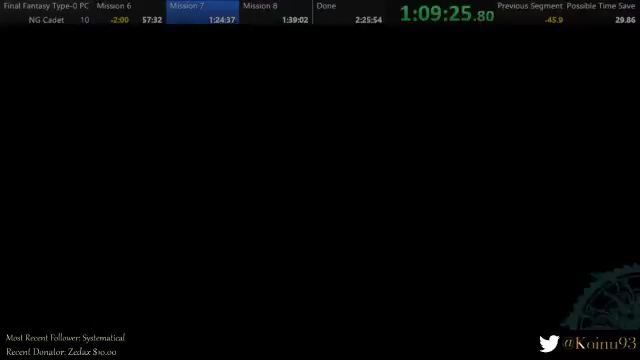 Final Fantasy Type-0 PC Mission 6 Mission 7 Mission 8 Done 1:09:25.80 Previous Segment Possible Time Save
NG Cadet 10 -2:00 57:32 1:24:37 1:39:02 2:25:54 -45.9 29.86
Most Recent Follower: Systematical
Recent Donator: Zedax $10.00
@Koinu93